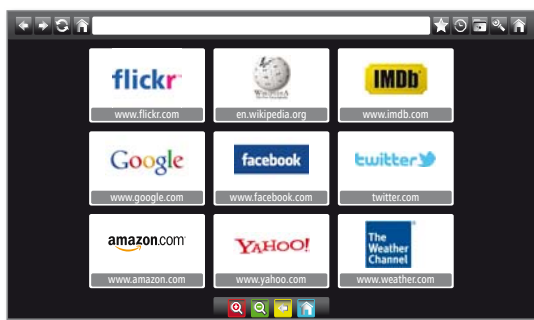 flickr
WIKIPEDIA
IMDb
www.flickr.com
en.wikipedia.org
www.imdb.com
Google
facebook
twitter
www.google.com
www.facebook.com
twitter.com
amazon.com
YAHOO!
The
Weather
Channel
www.amazon.com
www.yahoo.com
www.weather.com